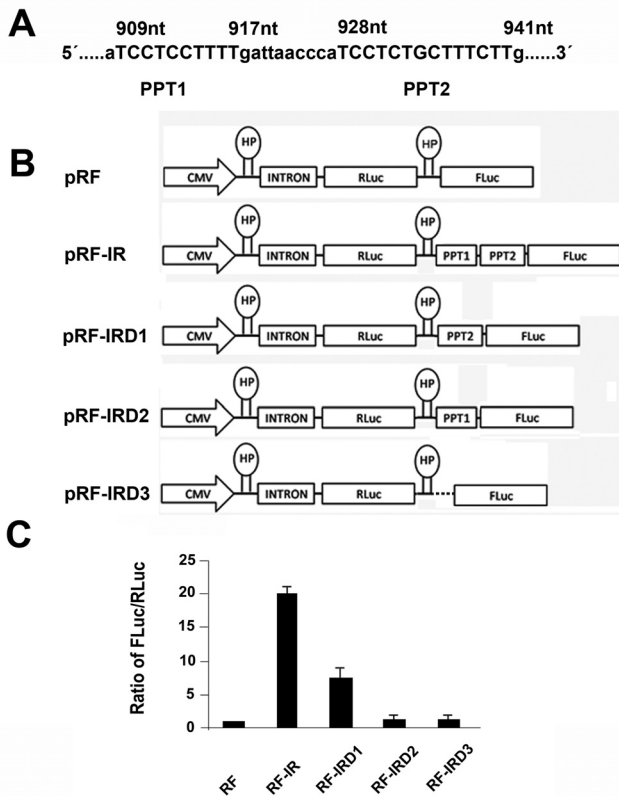 A
909nt 917nt 928nt 941nt
5´.....aTCCTCCTTTTgattaacccaTCCTCTGCTTTCTTg......3´
PPT1 PPT2
B
pRF
CMV HP INTRON RLuc HP FLuc
pRF-IR
CMV HP INTRON RLuc HP PPT1 PPT2 FLuc
pRF-IRD1
CMV HP INTRON RLuc HP PPT2 FLuc
pRF-IRD2
CMV HP INTRON RLuc HP PPT1 FLuc
pRF-IRD3
CMV HP INTRON RLuc HP FLuc
C
Ratio of FLuc/RLuc
25
20
15
10
5
0
RF RF-IR RF-IRD1 RF-IRD2 RF-IRD3